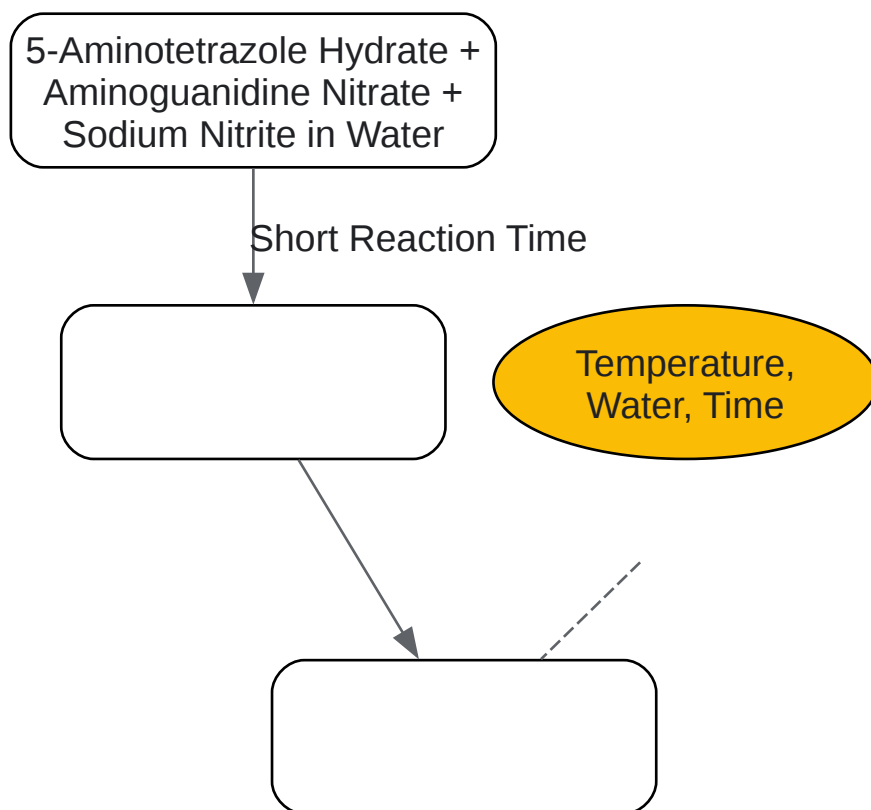 5-Aminotetrazole Hydrate +
Aminoguanidine Nitrate +
Sodium Nitrite in Water
Short Reaction Time
Temperature,
Water, Time